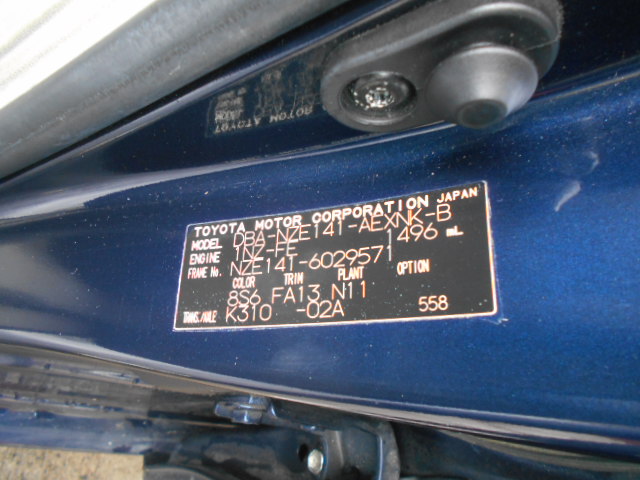 TOYOTA MOTOR CORPORATION JAPAN
MODEL DBA-NZE141-AEXNK-B
ENGINE 1NZ-FE 1496 mL
FRAME No. NZE141-6029571
COLOR TRIM PLANT OPTION
8S6 FA13 N11
TRANS./AXLE K310 -02A 558